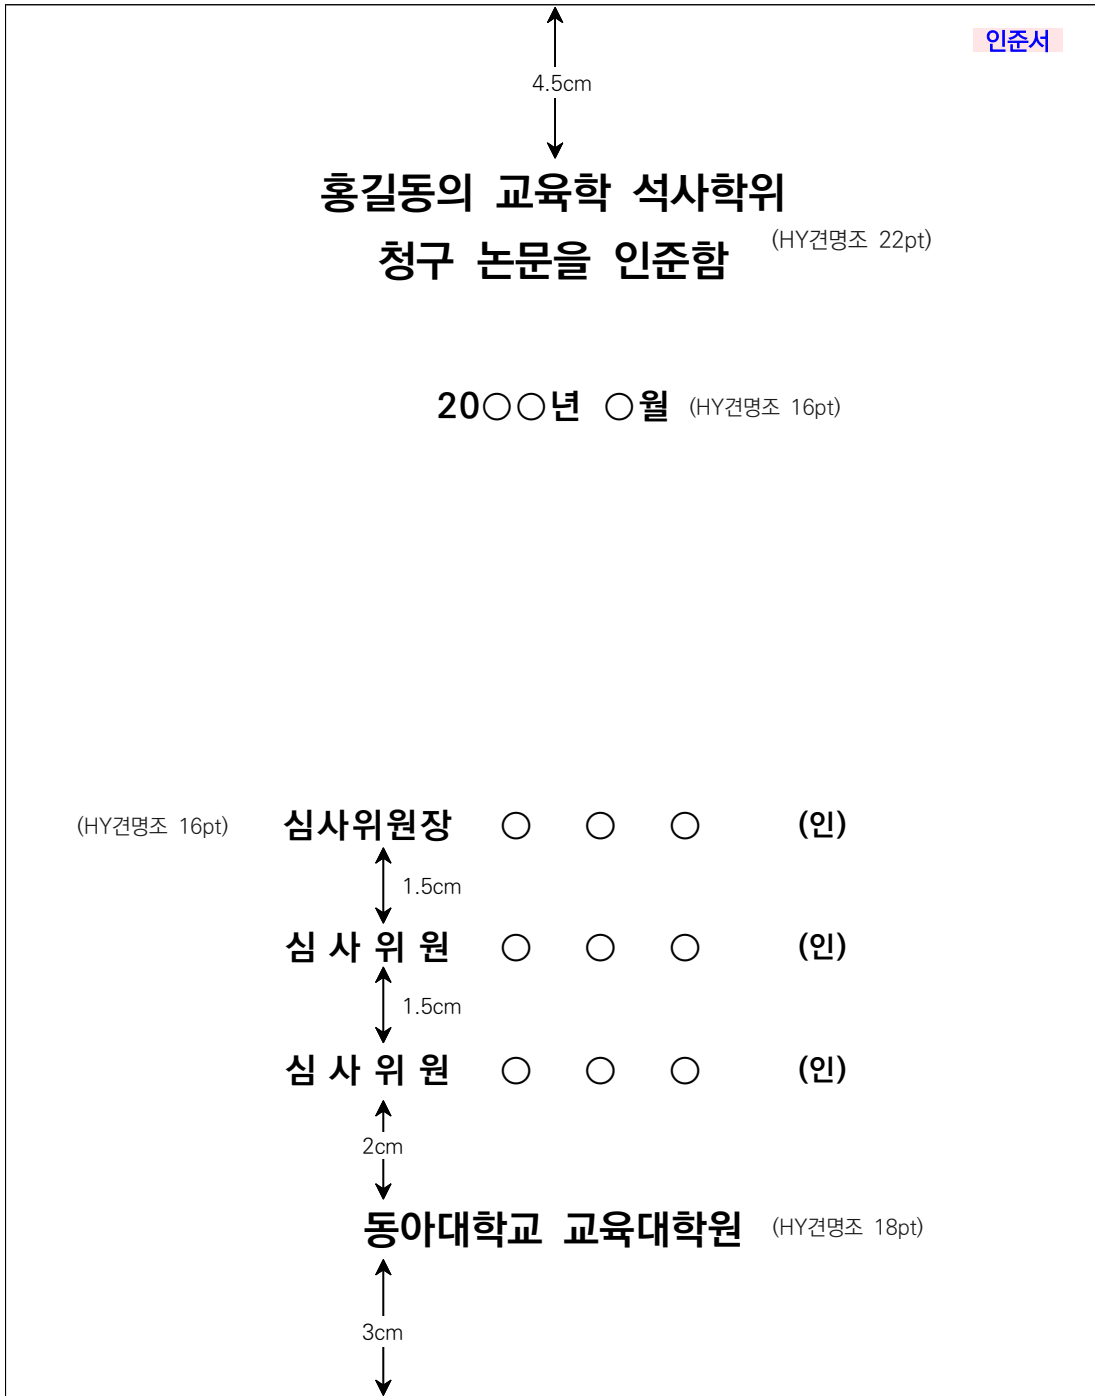 인준서
4.5cm
홍길동의 교육학 석사학위
청구 논문을 인준함 (HY견명조 22pt)
20○○년 ○월 (HY견명조 16pt)
(HY견명조 16pt) 심사위원장 ○ ○ ○ (인)
1.5cm
심 사 위 원 ○ ○ ○ (인)
1.5cm
심 사 위 원 ○ ○ ○ (인)
2cm
동아대학교 교육대학원 (HY견명조 18pt)
3cm